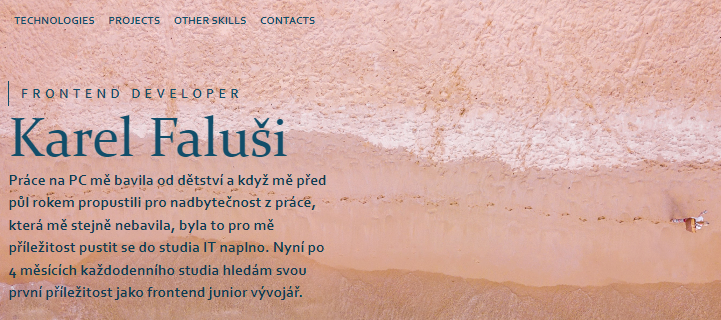 TECHNOLOGIES PROJECTS OTHER SKILLS CONTACTS
FRONTEND DEVELOPER
Karel Faluši
Práce na PC mě bavila od dětství a když mě před
půl rokem propustili pro nadbytečnost z práce,
která mě stejně nebavila, byla to pro mě
příležitost pustit se do studia IT naplno. Nyní po
4 měsících každodenního studia hledám svou
první příležitost jako frontend junior vývojář.